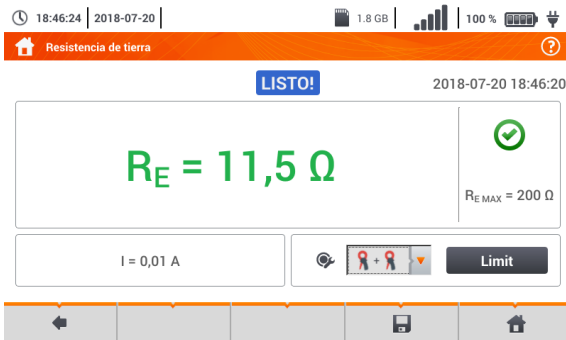 18:46:24 2018-07-20 1.8 GB 100 %
Resistencia de tierra ?
LISTO! 2018-07-20 18:46:20
RE = 11,5 Ω
RE MAX = 200 Ω
I = 0,01 A + Limit